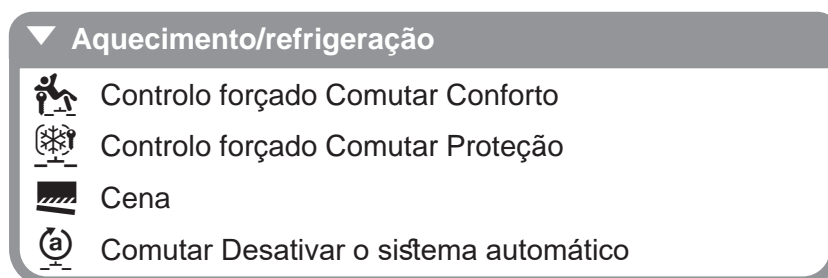 Aquecimento/refrigeração
Controlo forçado Comutar Conforto
Controlo forçado Comutar Proteção
Cena
a Comutar Desativar o sistema automático